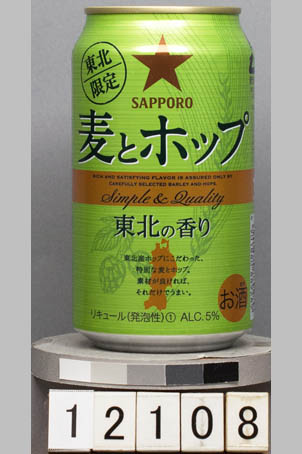 東北
限定
SAPPORO
麦とホップ
RICH AND SATISFYING FLAVOR IS ASSURED ONLY BY
CAREFULLY SELECTED BARLEY AND HOPS.
Simple & Quality
東北の香り
東北産ホップにこだわった、
特別な麦とホップ。
素材が良ければ、
それだけでうまい。
お酒
リキュール(発泡性)① ALC.5%
12108